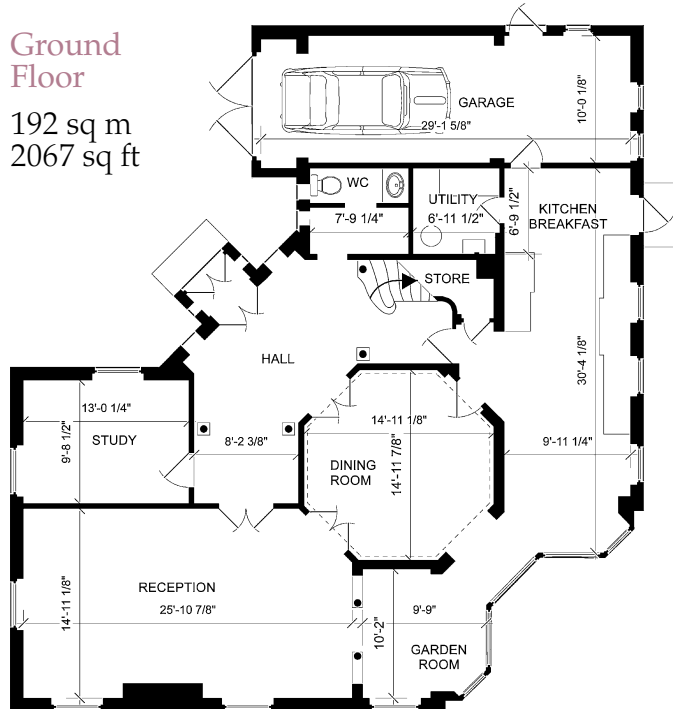 Ground
Floor
192 sq m
2067 sq ft
GARAGE
29'-1 5/8"
10'-0 1/8"
WC
7'-9 1/4"
UTILITY
6'-11 1/2"
6'-9 1/2"
KITCHEN
BREAKFAST
STORE
HALL
30'-4 1/8"
13'-0 1/4"
STUDY
9'-8 1/2"
8'-2 3/8"
14'-11 1/8"
DINING
ROOM
14'-11 7/8"
9'-11 1/4"
RECEPTION
25'-10 7/8"
14'-11 1/8"
9'-9"
10'-2"
GARDEN
ROOM